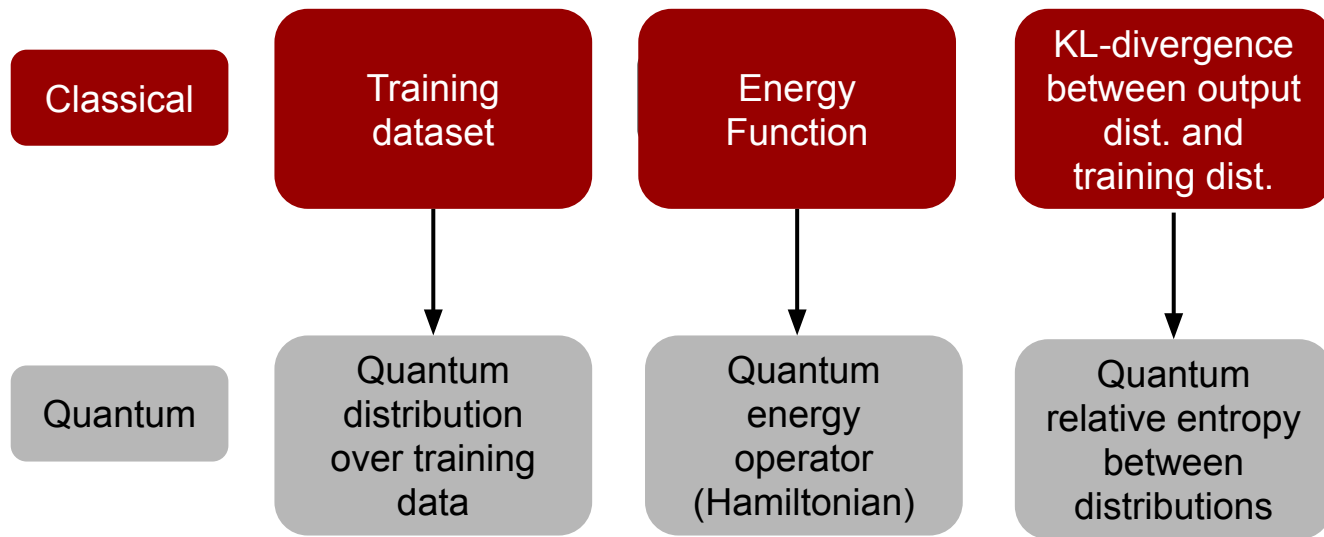 Classical
Training
dataset
Energy
Function
KL-divergence
between output
dist. and
training dist.
Quantum
Quantum
distribution
over training
data
Quantum
energy
operator
(Hamiltonian)
Quantum
relative entropy
between
distributions